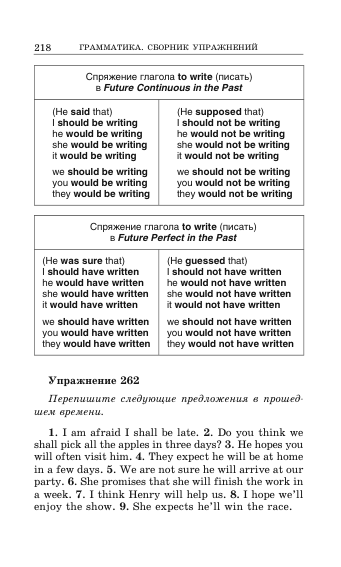 218 ГРАММАТИКА. СБОРНИК УПРАЖНЕНИЙ
Спряжение глагола to write (писать)
в Future Continuous in the Past
(He said that)
I should be writing
he would be writing
she would be writing
it would be writing
we should be writing
you would be writing
they would be writing
(He supposed that)
I should not be writing
he would not be writing
she would not be writing
it would not be writing
we should not be writing
you would not be writing
they would not be writing
Спряжение глагола to write (писать)
в Future Perfect in the Past
(He was sure that)
I should have written
he would have written
she would have written
it would have written
we should have written
you would have written
they would have written
(He guessed that)
I should not have written
he would not have written
she would not have written
it would not have written
we should not have written
you would not have written
they would not have written
Упражнение 262
Перепишите следующие предложения в прошед-
шем времени.
1. I am afraid I shall be late. 2. Do you think we
shall pick all the apples in three days? 3. He hopes you
will often visit him. 4. They expect he will be at home
in a few days. 5. We are not sure he will arrive at our
party. 6. She promises that she will finish the work in
a week. 7. I think Henry will help us. 8. I hope we'll
enjoy the show. 9. She expects he'll win the race.